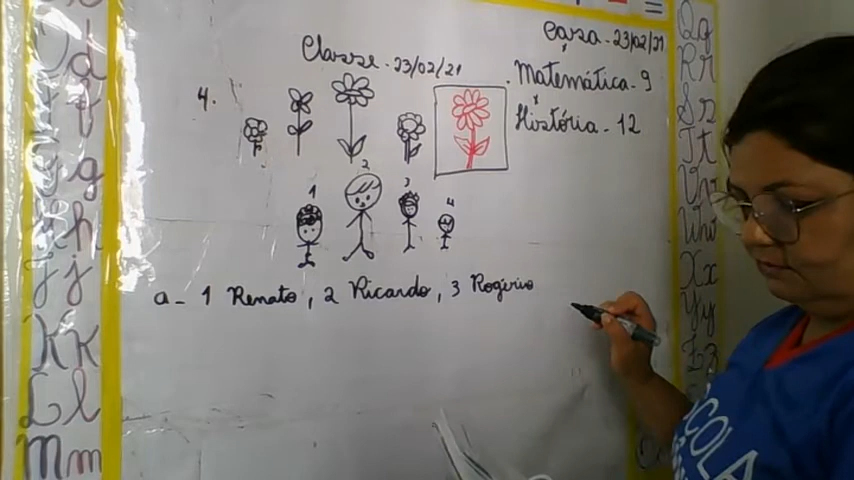 Casa - 23/02/21
Classe - 23/02/21
Matemática - 9
4.
História - 12
1 2 3 4
a - 1 Renato, 2 Ricardo, 3 Rogério
j
K k
L l
M m
Q q
R r
T t
X x
Y y
ESCOLA